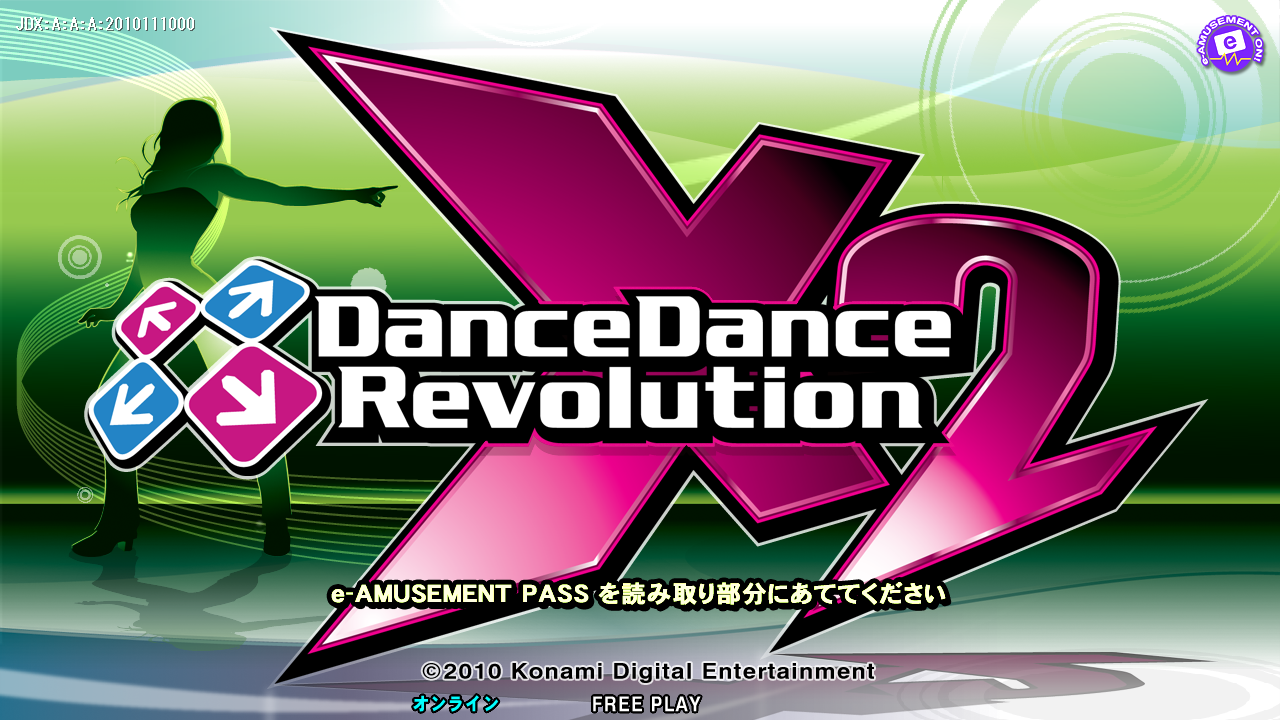 JDX:A:A:A:2010111000
e-AMUSEMENT ON!
e
X2
DanceDance
Revolution
e-AMUSEMENT PASS を読み取り部分にあててください
©2010 Konami Digital Entertainment
オンライン FREE PLAY